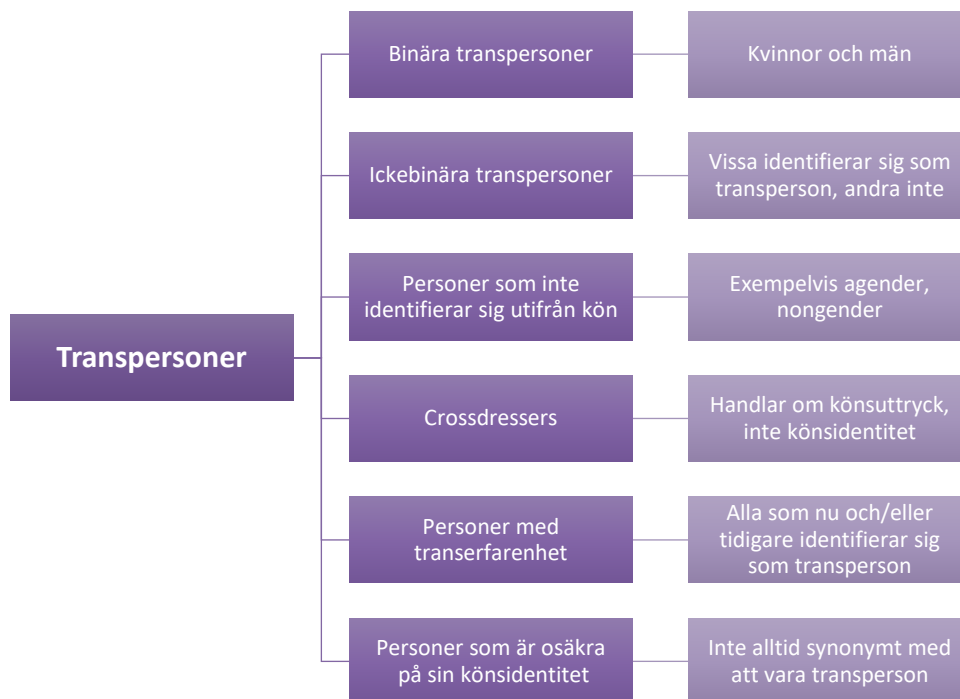 Binära transpersoner
Kvinnor och män
Ickebinära transpersoner
Vissa identifierar sig som
transperson, andra inte
Personer som inte
identifierar sig utifrån kön
Exempelvis agender,
nongender
Transpersoner
Crossdressers
Handlar om könsuttryck,
inte könsidentitet
Personer med
transerfarenhet
Alla som nu och/eller
tidigare identifierar sig
som transperson
Personer som är osäkra
på sin könsidentitet
Inte alltid synonymt med
att vara transperson